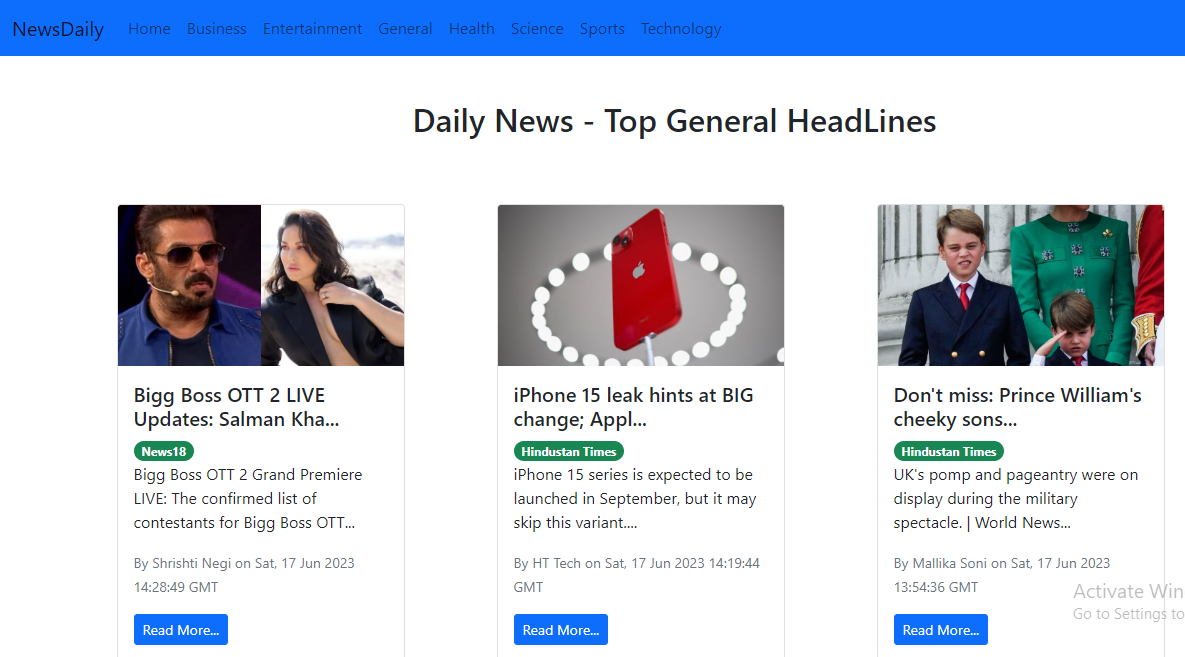 NewsDaily Home Business Entertainment General Health Science Sports Technology
Daily News - Top General HeadLines
Bigg Boss OTT 2 LIVE
Updates: Salman Kha...
News18
Bigg Boss OTT 2 Grand Premiere
LIVE: The confirmed list of
contestants for Bigg Boss OTT...
By Shrishti Negi on Sat, 17 Jun 2023
14:28:49 GMT
Read More...
iPhone 15 leak hints at BIG
change; Appl...
Hindustan Times
iPhone 15 series is expected to be
launched in September, but it may
skip this variant....
By HT Tech on Sat, 17 Jun 2023 14:19:44
GMT
Read More...
Don't miss: Prince William's
cheeky sons...
Hindustan Times
UK's pomp and pageantry were on
display during the military
spectacle. | World News...
By Mallika Soni on Sat, 17 Jun 2023
13:54:36 GMT
Read More...
Activate Win
Go to Settings to